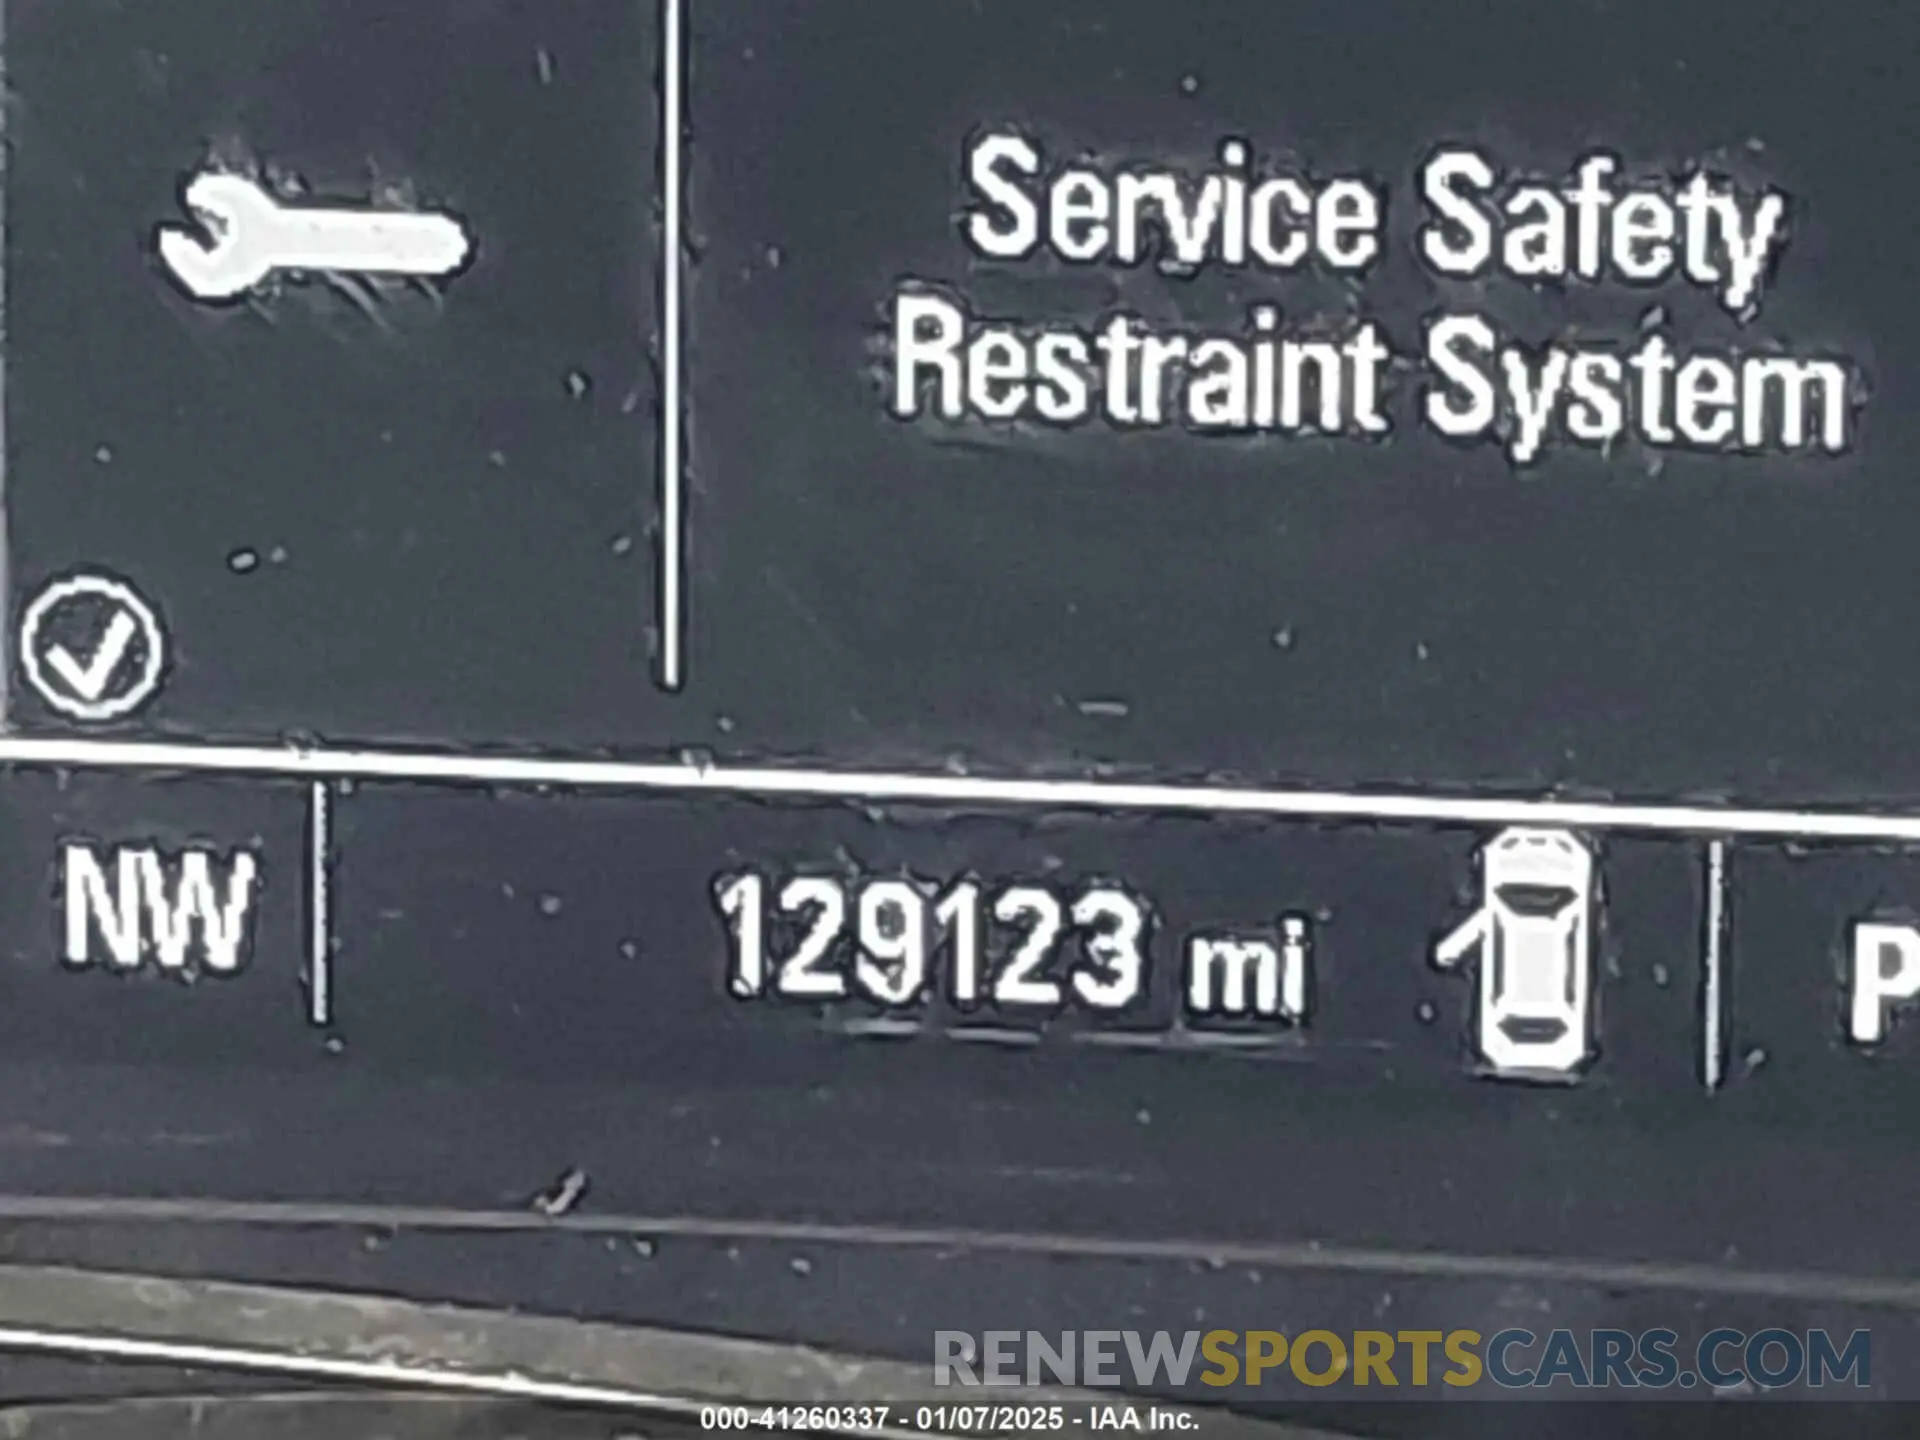 Service Safety
Restraint System
NW
129123 mi
P
RENEWSPORTSCARS.COM
000-41260337 - 01/07/2025 - IAA Inc.